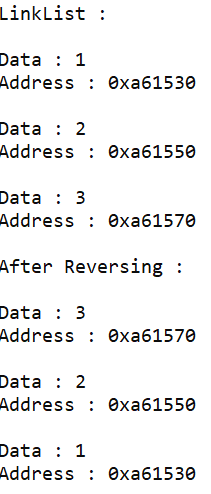 LinkList :
Data : 1
Address : 0xa61530
Data : 2
Address : 0xa61550
Data : 3
Address : 0xa61570
After Reversing :
Data : 3
Address : 0xa61570
Data : 2
Address : 0xa61550
Data : 1
Address : 0xa61530